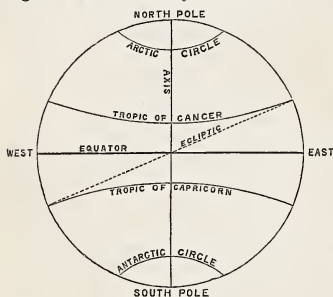 NORTH POLE
ARCTIC CIRCLE
AXIS
TROPIC OF CANCER
ECLIPTIC
WEST EQUATOR EAST
TROPIC OF CAPRICORN
ANTARCTIC CIRCLE
SOUTH POLE